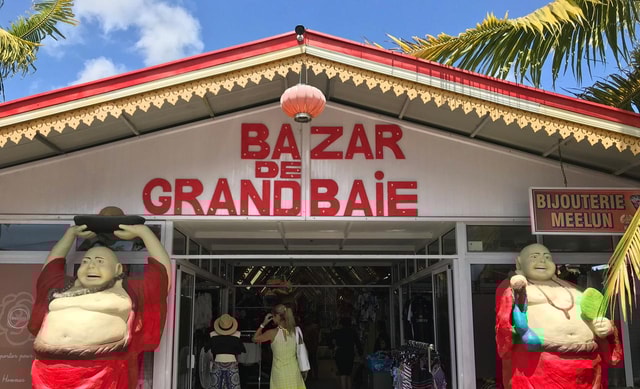 BAZAR
DE
GRAND BAiE
BIJOUTERIE
MEELUN